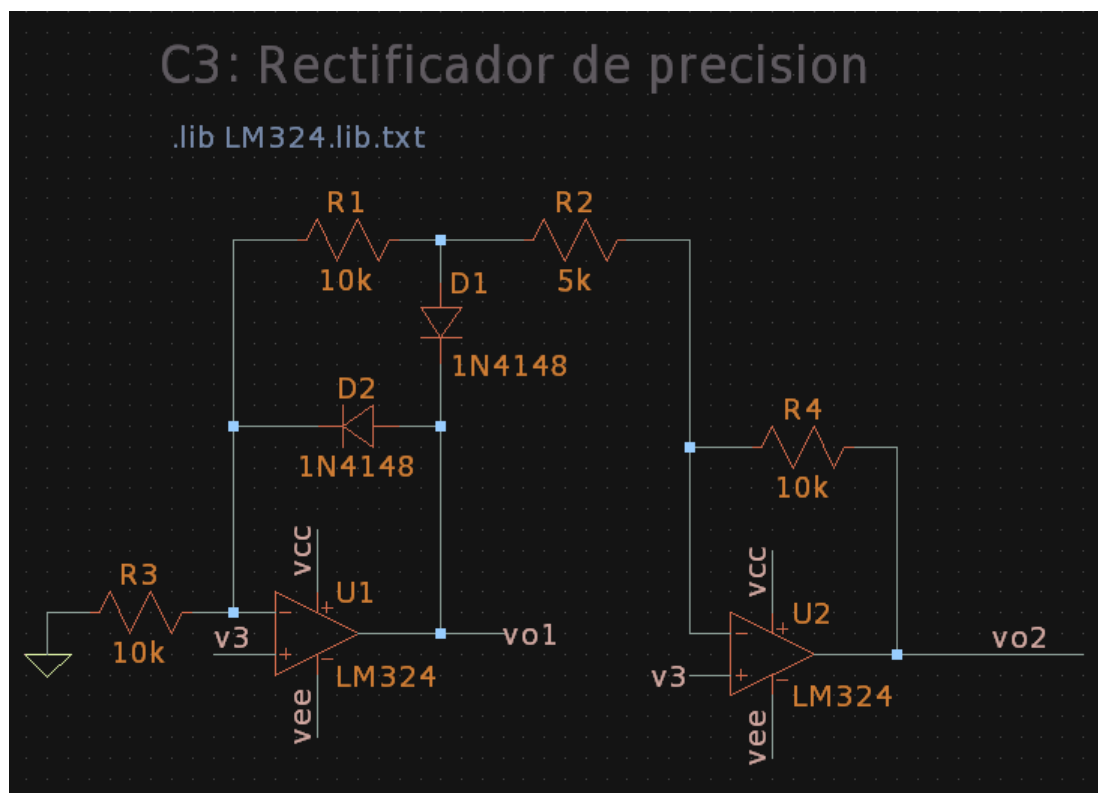 C3: Rectificador de precision
.lib LM324.lib.txt
R1
R2
10k
5k
D1
1N4148
D2
1N4148
R4
10k
vcc
R3
U1
+
-
v3
10k
+
-
vo1
LM324
vee
vcc
U2
+
-
vo2
v3
+
-
LM324
vee